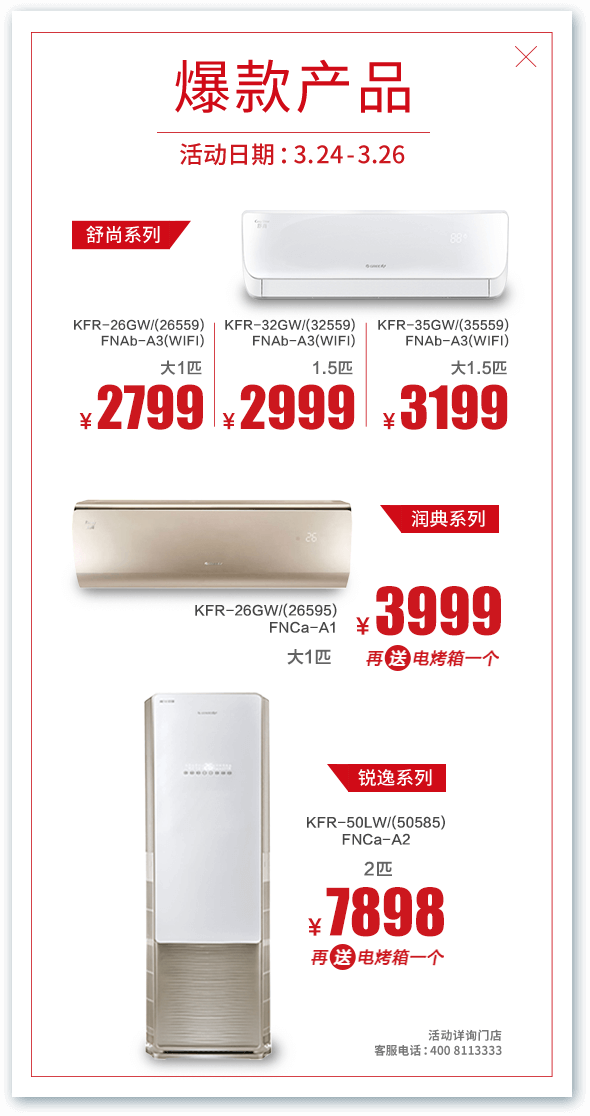 爆款产品
活动日期：3.24-3.26
舒尚系列
KFR-26GW/(26559)
FNAb-A3(WIFI)
大1匹
¥2799
KFR-32GW/(32559)
FNAb-A3(WIFI)
1.5匹
¥2999
KFR-35GW/(35559)
FNAb-A3(WIFI)
大1.5匹
¥3199
润典系列
26
KFR-26GW/(26595)
FNCa-A1
大1匹
¥3999
再送电烤箱一个
锐逸系列
KFR-50LW/(50585)
FNCa-A2
2匹
¥7898
再送电烤箱一个
活动详询门店
客服电话：400 8113333